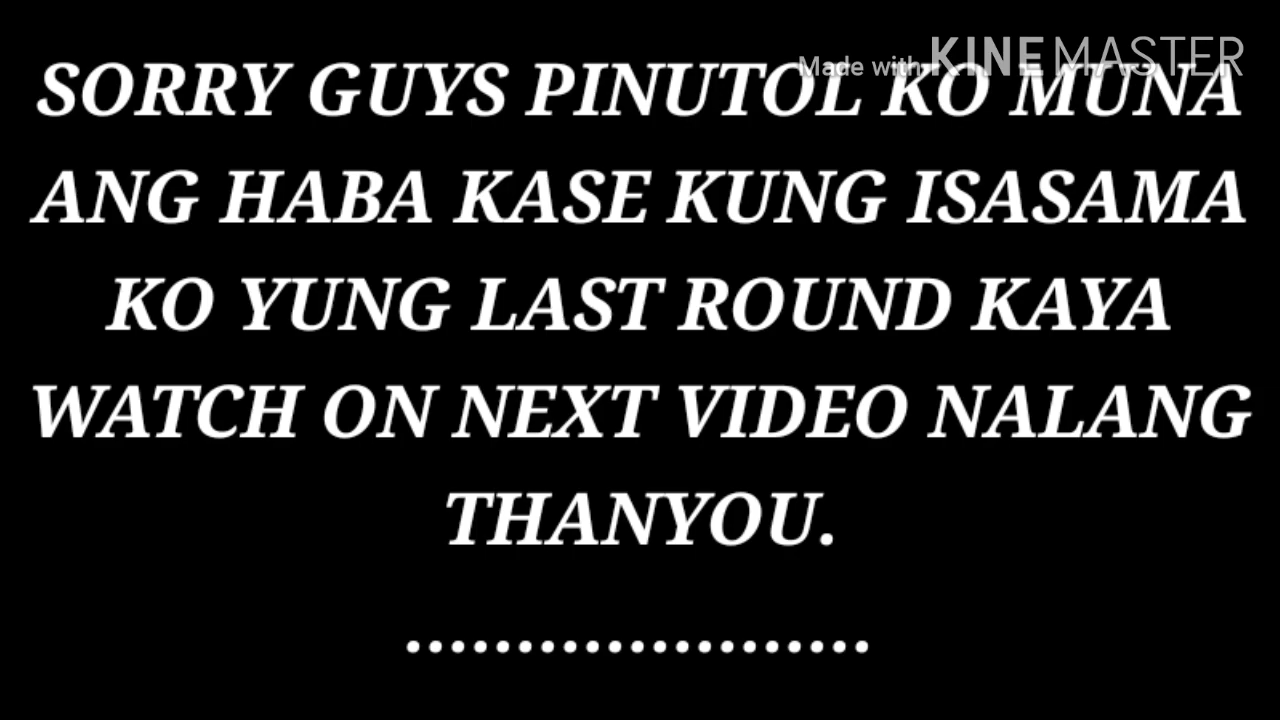 Made with KINEMASTER
SORRY GUYS PINUTOL KO MUNA
ANG HABA KASE KUNG ISASAMA
KO YUNG LAST ROUND KAYA
WATCH ON NEXT VIDEO NALANG
THANYOU.
.....................